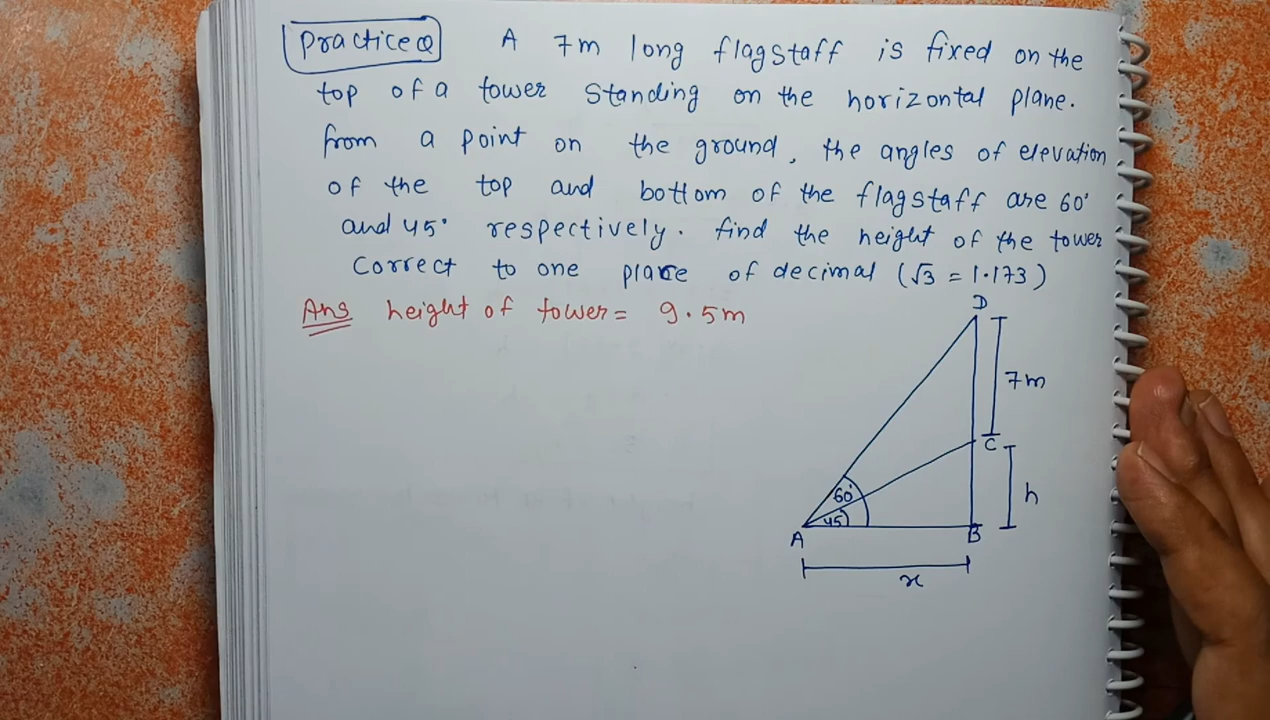 Practice Q A 7m long flagstaff is fixed on the
top of a tower standing on the horizontal plane.
from a point on the ground, the angles of elevation
of the top and bottom of the flagstaff are 60°
and 45° respectively. find the height of the tower
correct to one place of decimal (√3 = 1.173)
Ans height of tower = 9.5m
D
7m
C
60°
h
45
A
B
x